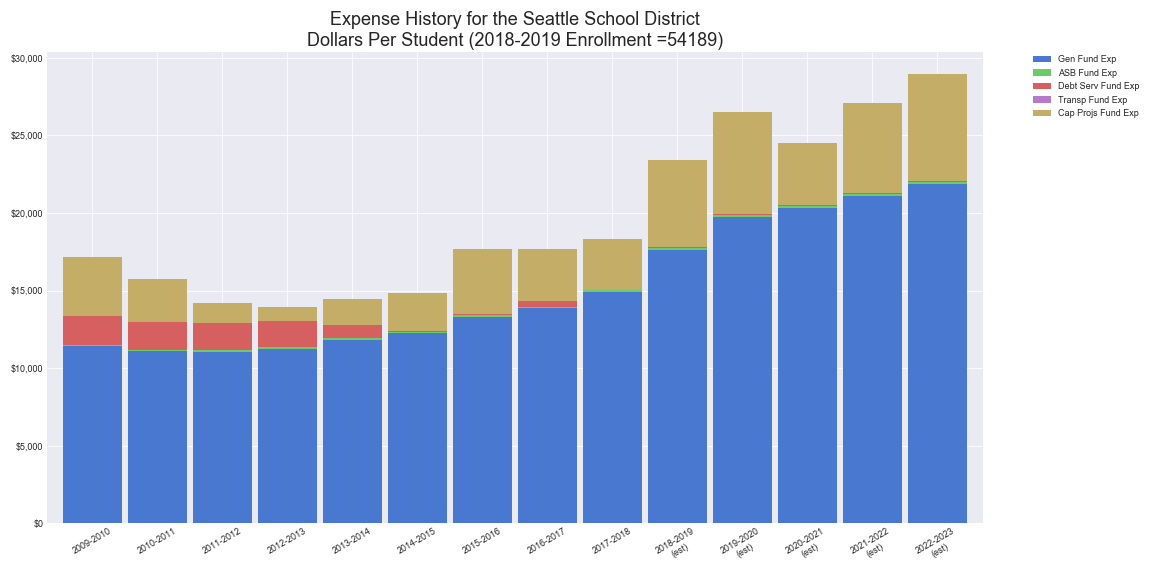 Expense History for the Seattle School District
Dollars Per Student (2018-2019 Enrollment =54189)
$30,000
$25,000
$20,000
$15,000
$10,000
$5,000
$0
2009-2010
2010-2011
2011-2012
2012-2013
2013-2014
2014-2015
2015-2016
2016-2017
2017-2018
2018-2019
(est)
2019-2020
(est)
2020-2021
(est)
2021-2022
(est)
2022-2023
(est)
Gen Fund Exp
ASB Fund Exp
Debt Serv Fund Exp
Transp Fund Exp
Cap Projs Fund Exp